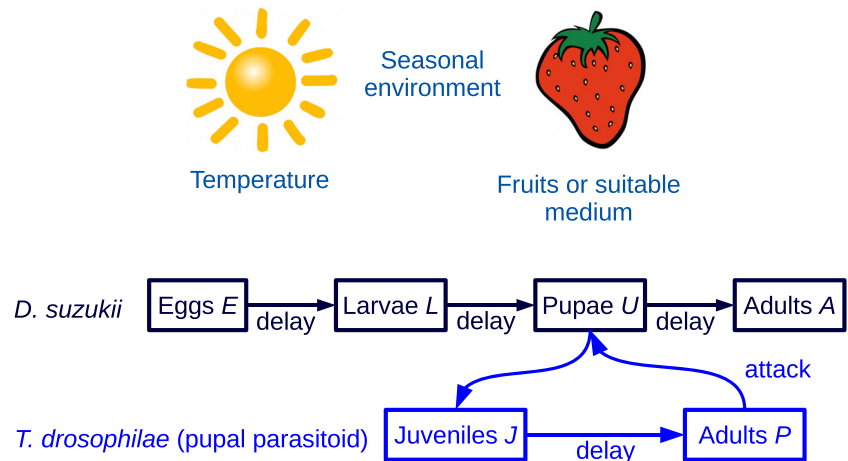 Seasonal
environment
Temperature
Fruits or suitable
medium
D. suzukii
Eggs E
delay
Larvae L
delay
Pupae U
delay
Adults A
attack
T. drosophilae (pupal parasitoid)
Juveniles J
delay
Adults P